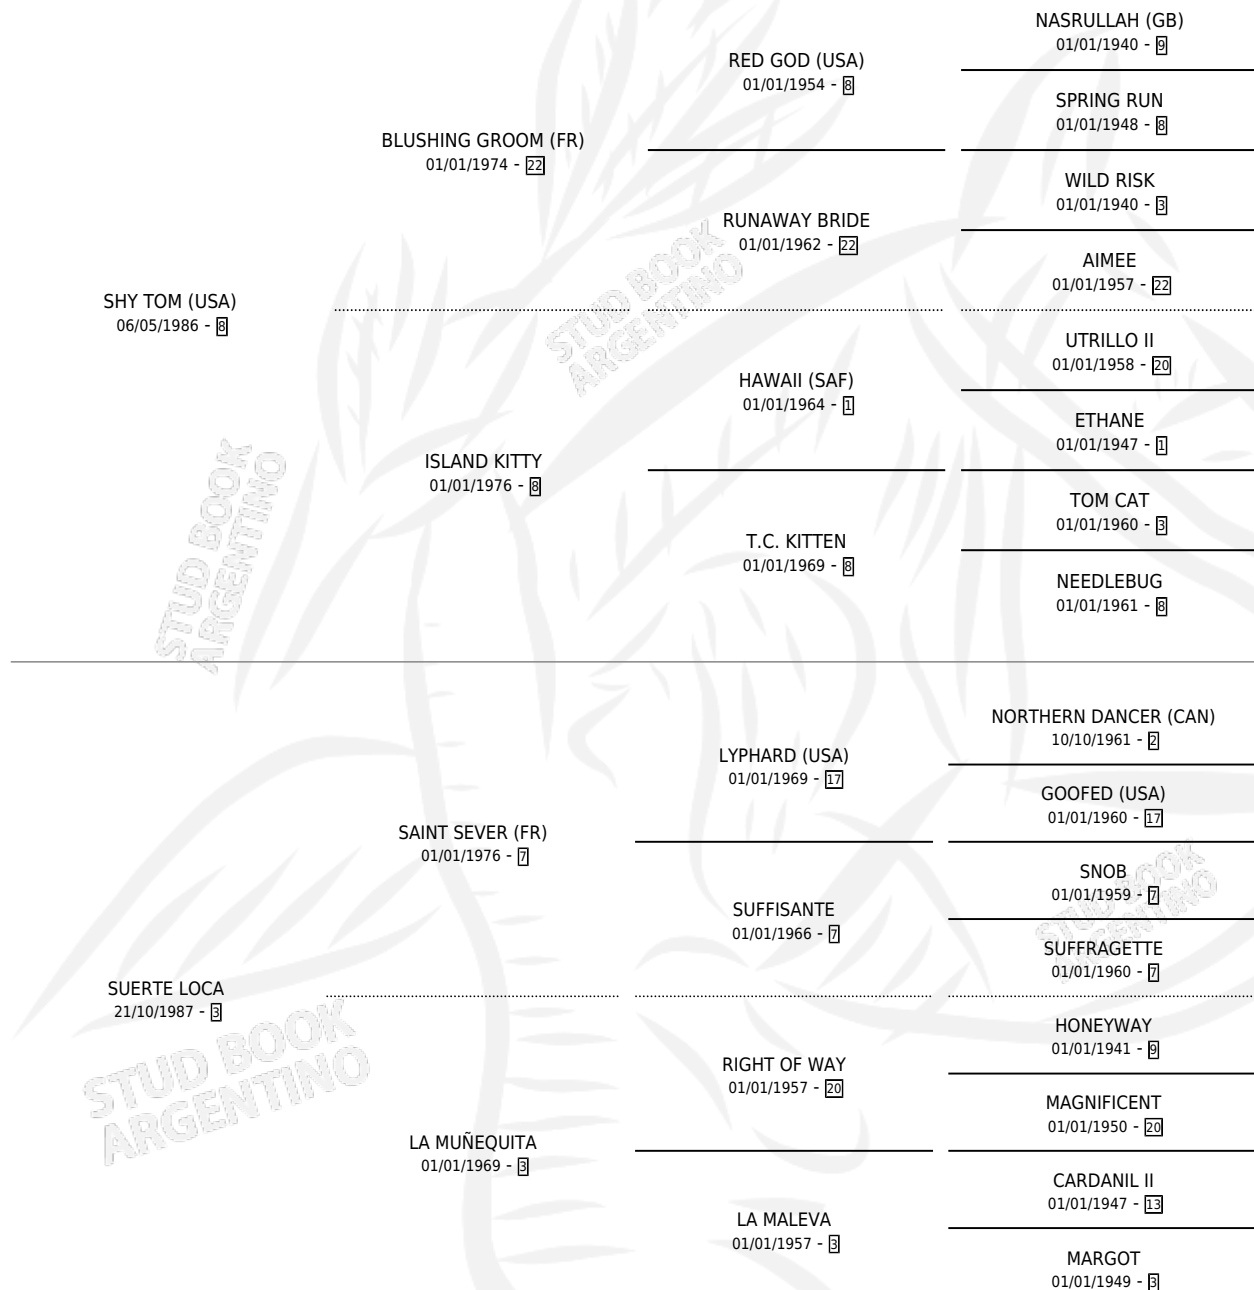 NASRULLAH (GB)
01/01/1940 - 9
RED GOD (USA)
01/01/1954 - 8
SPRING RUN
01/01/1948 - 8
BLUSHING GROOM (FR)
01/01/1974 - 22
WILD RISK
01/01/1940 - 3
RUNAWAY BRIDE
01/01/1962 - 22
AIMEE
01/01/1957 - 22
SHY TOM (USA)
06/05/1986 - 8
UTRILLO II
01/01/1958 - 20
HAWAII (SAF)
01/01/1964 - 1
ETHANE
01/01/1947 - 1
ISLAND KITTY
01/01/1976 - 8
TOM CAT
01/01/1960 - 3
T.C. KITTEN
01/01/1969 - 8
NEEDLEBUG
01/01/1961 - 8
NORTHERN DANCER (CAN)
10/10/1961 - 2
LYPHARD (USA)
01/01/1969 - 17
GOOFED (USA)
01/01/1960 - 17
SAINT SEVER (FR)
01/01/1976 - 7
SNOB
01/01/1959 - 7
SUFFISANTE
01/01/1966 - 7
SUFFRAGETTE
01/01/1960 - 7
SUERTE LOCA
21/10/1987 - 3
HONEYWAY
01/01/1941 - 9
RIGHT OF WAY
01/01/1957 - 20
MAGNIFICENT
01/01/1950 - 20
LA MUÑEQUITA
01/01/1969 - 3
CARDANIL II
01/01/1947 - 13
LA MALEVA
01/01/1957 - 3
MARGOT
01/01/1949 - 3
STUD BOOK
ARGENTINO
STUD BOOK
ARGENTINO
STUD BOOK
ARGENTINO
STUD BOOK
ARGENTINO